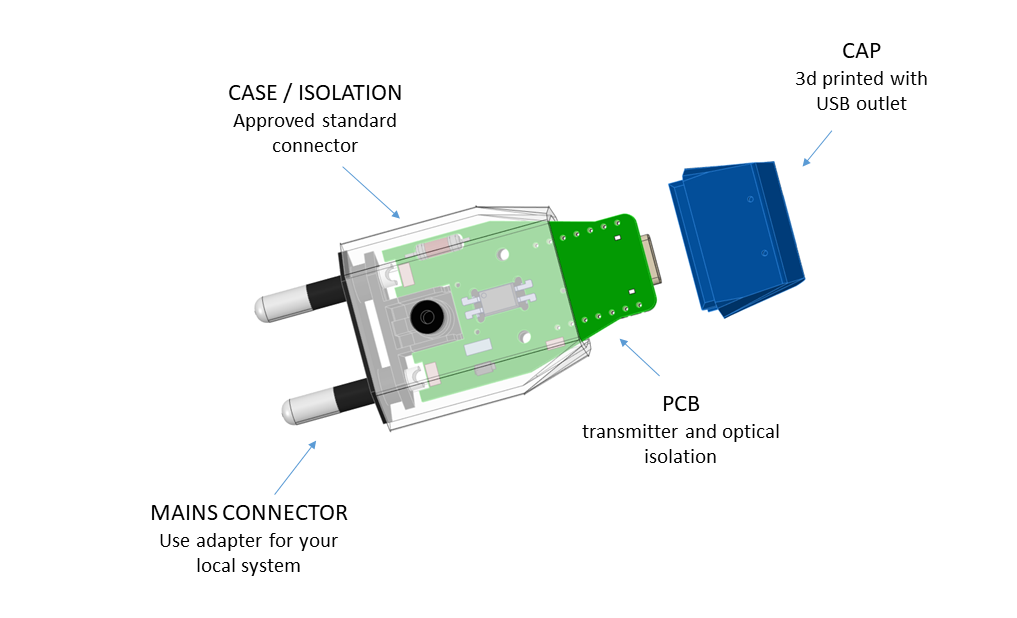 CAP
3d printed with
USB outlet
CASE / ISOLATION
Approved standard
connector
PCB
transmitter and optical
isolation
MAINS CONNECTOR
Use adapter for your
local system